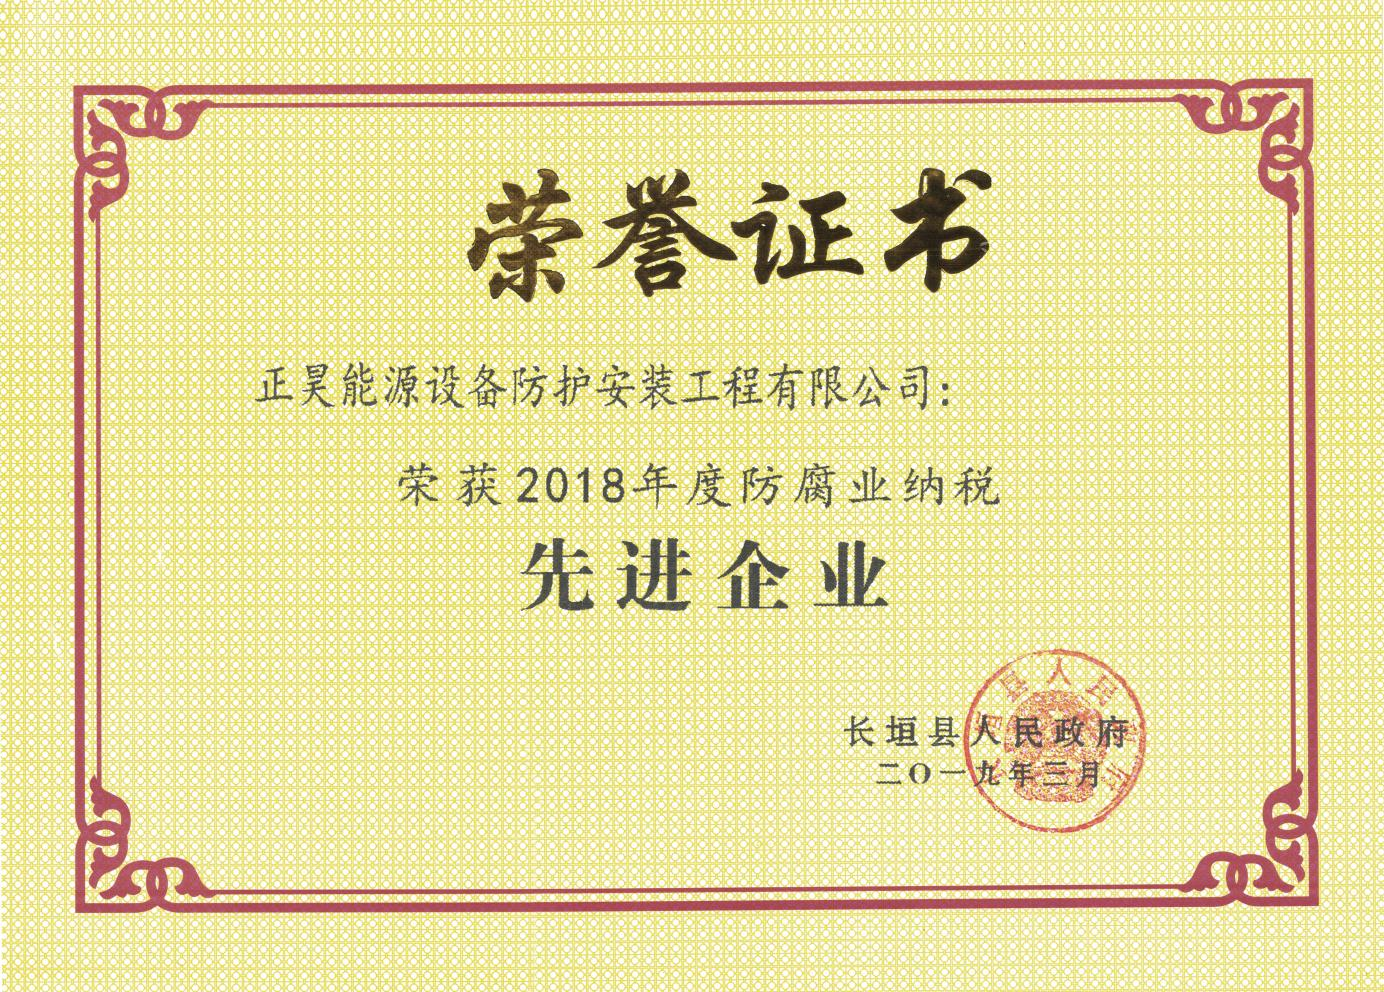 荣誉证书
正昊能源设备防护安装工程有限公司:
荣获2018年度防腐业纳税
先进企业
长垣县人民政府
二〇一九年三月